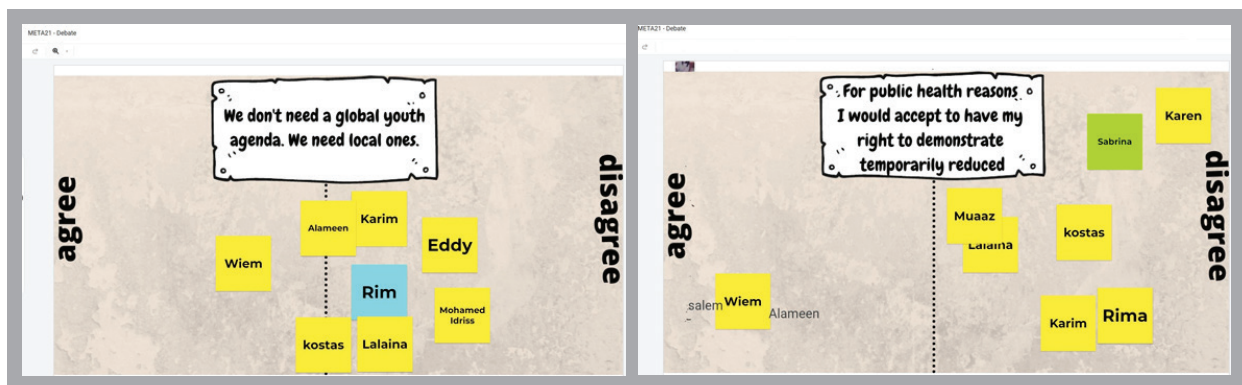 META21 - Debate
We don't need a global youth
agenda. We need local ones.
agree
disagree
Alameen
Karim
Eddy
Wiem
Rim
Mohamed
Idriss
kostas
Lalaina
META21 - Debate
For public health reasons
I would accept to have my
right to demonstrate
temporarily reduced
agree
disagree
Karen
Sabrina
Muaaz
Lalaina
kostas
salem
Wiem
Alameen
Karim
Rima